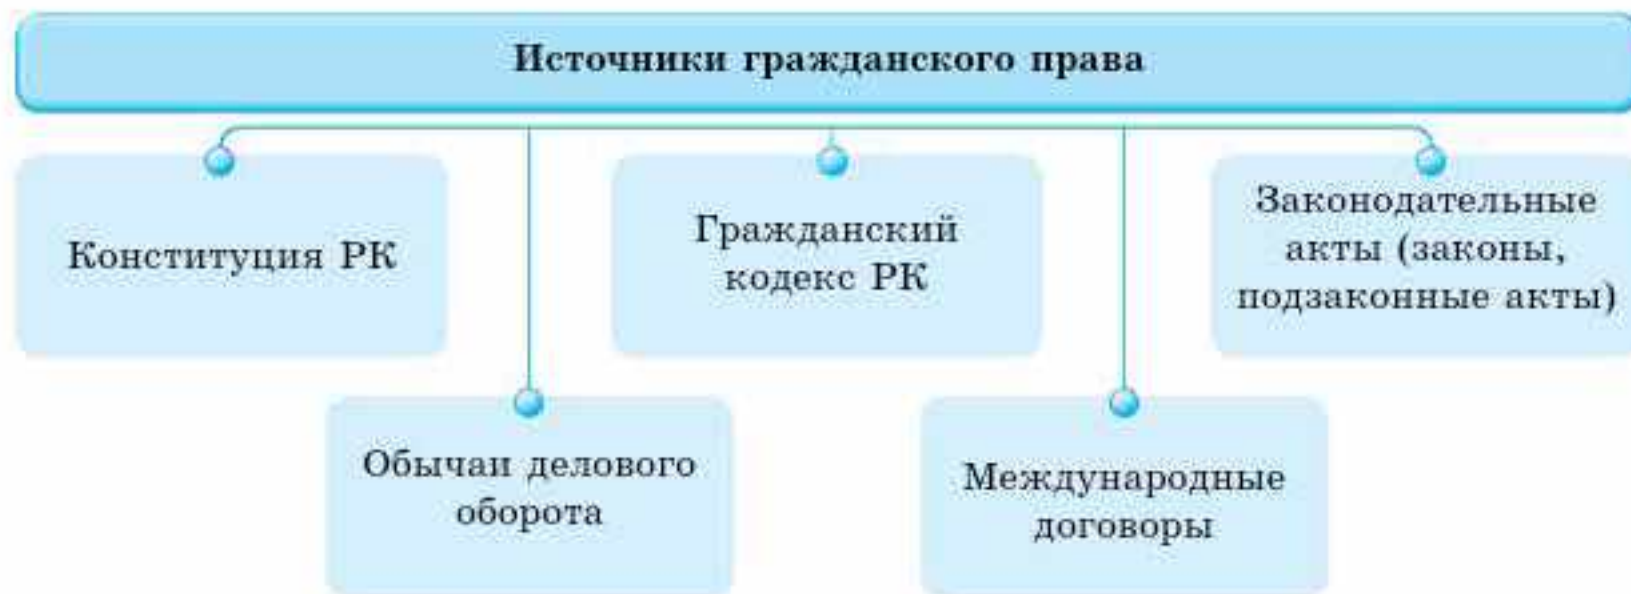 Источники гражданского права
Конституция РК
Гражданский
кодекс РК
Законодательные
акты (законы,
подзаконные акты)
Обычаи делового
оборота
Международные
договоры